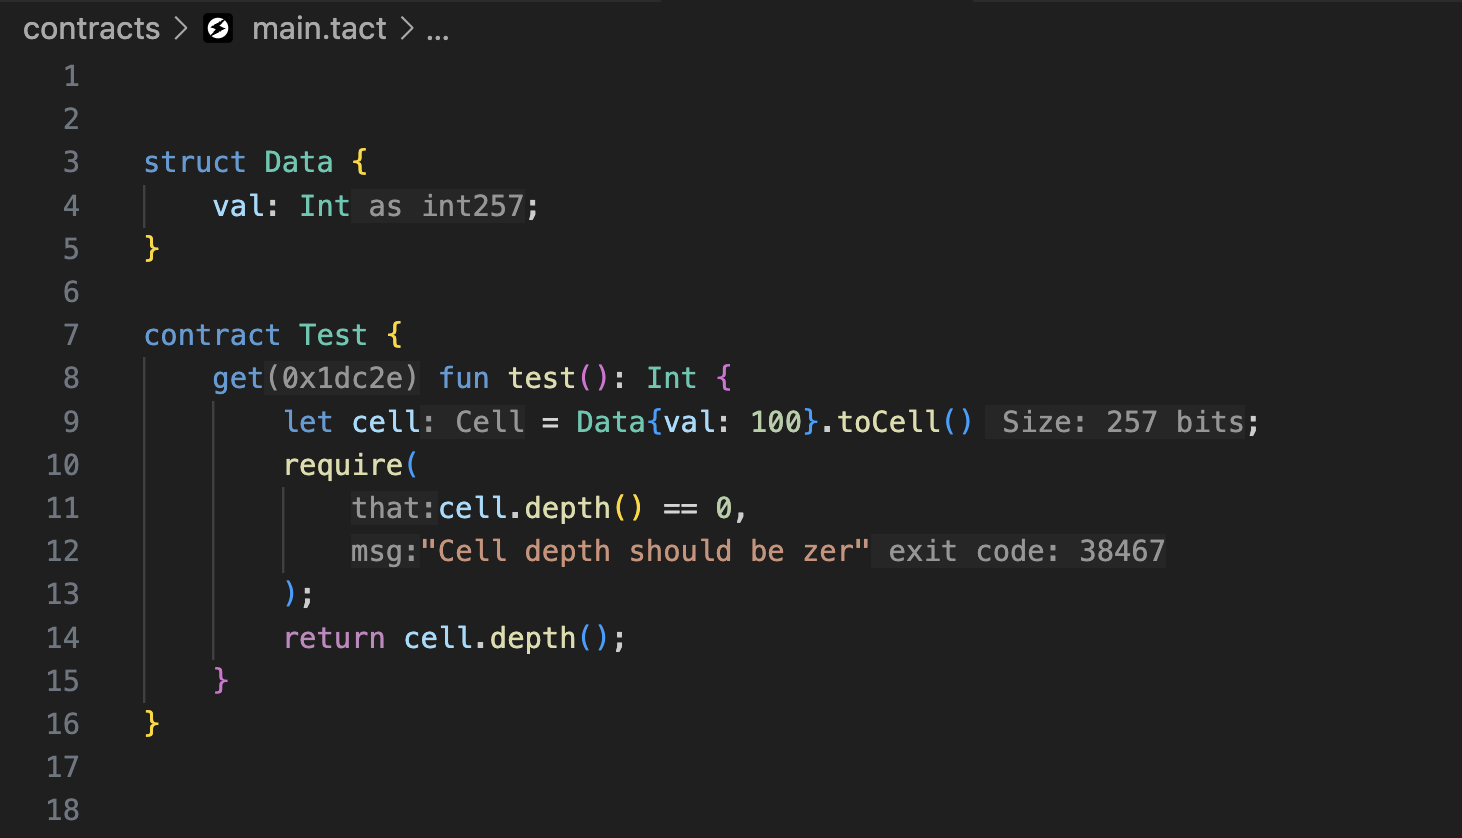 contracts > main.tact > ...
1
2
3 struct Data {
4     val: Int as int257;
5 }
6
7 contract Test {
8     get(0x1dc2e) fun test(): Int {
9         let cell: Cell = Data{val: 100}.toCell() Size: 257 bits;
10         require(
11             that:cell.depth() == 0,
12             msg:"Cell depth should be zer" exit code: 38467
13         );
14         return cell.depth();
15     }
16 }
17
18